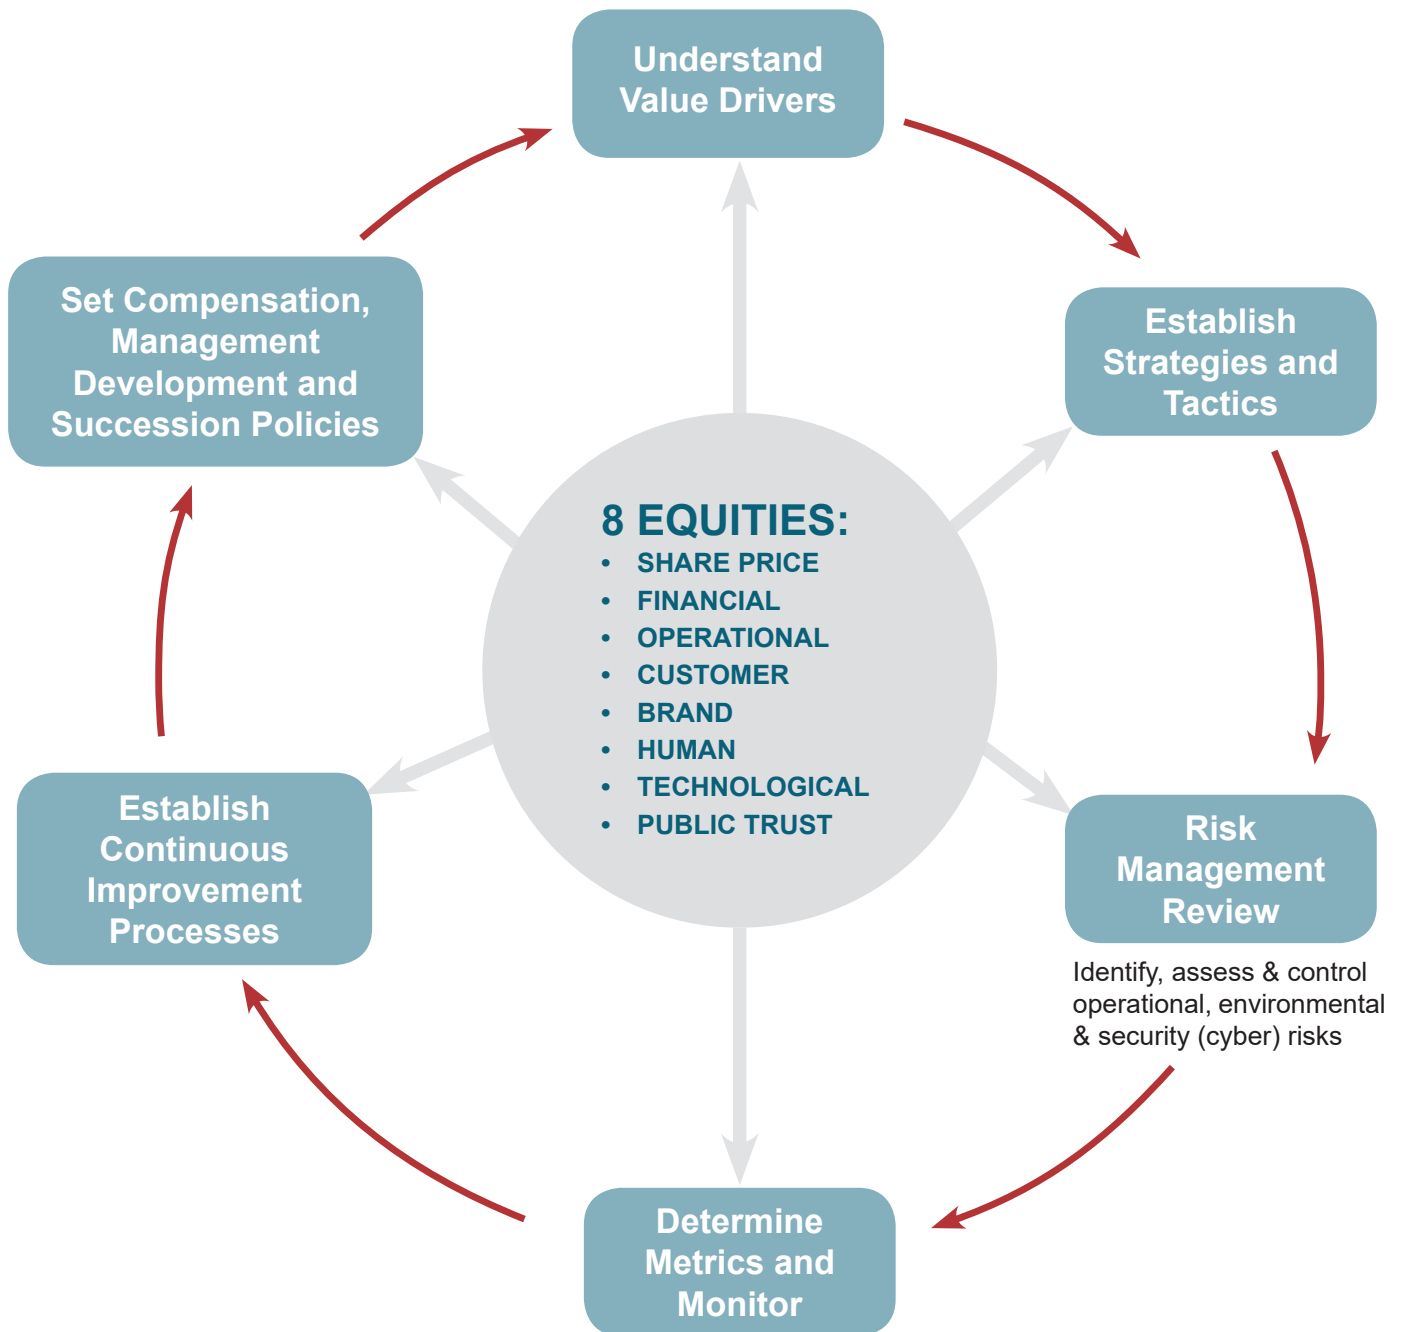 Understand
Value Drivers
Establish
Strategies and
Tactics
Risk
Management
Review
Identify, assess & control
operational, environmental
& security (cyber) risks
Determine
Metrics and
Monitor
Establish
Continuous
Improvement
Processes
Set Compensation,
Management
Development and
Succession Policies
8 EQUITIES:
• SHARE PRICE
• FINANCIAL
• OPERATIONAL
• CUSTOMER
• BRAND
• HUMAN
• TECHNOLOGICAL
• PUBLIC TRUST